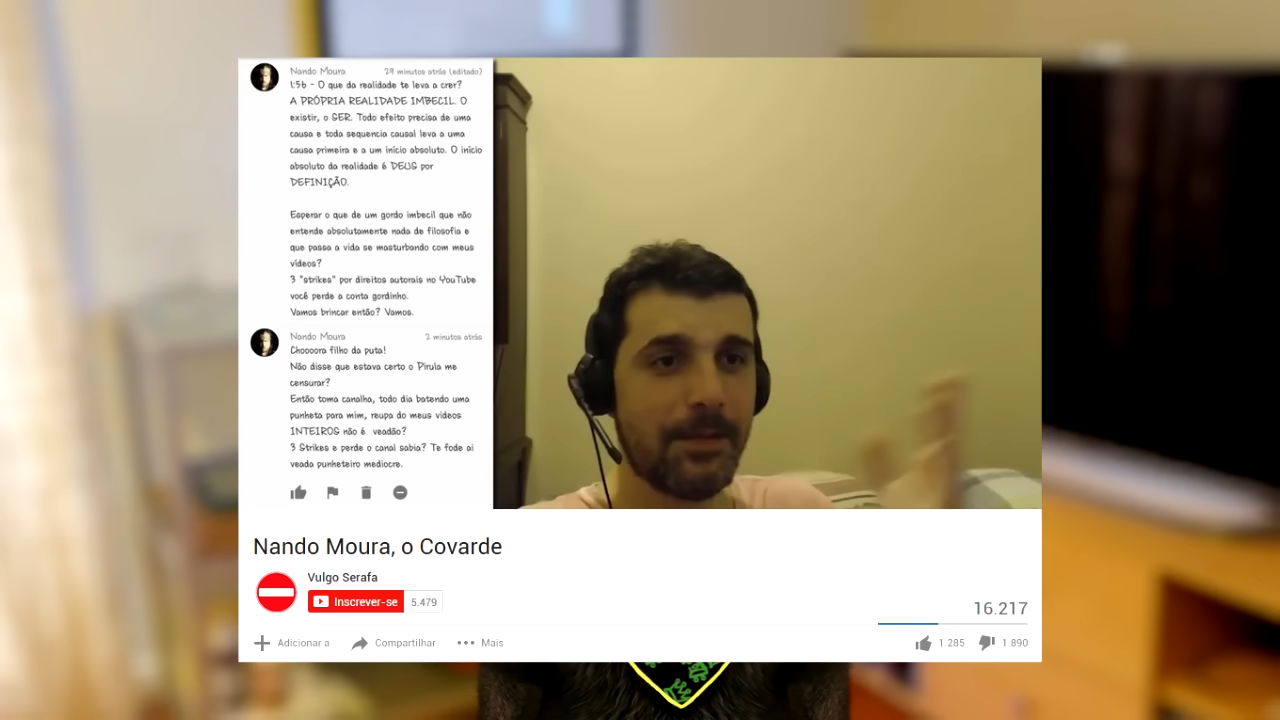 Nando Moura 29 minutos atrás (editado)
1:56 - O que da realidade te leva a crer?
A PRÓPRIA REALIDADE IMBECIL. O
existir, o SER. Todo efeito precisa de uma
causa e toda sequencia causal leva a uma
causa primeira e a um início absoluto. O início
absoluto da realidade é DEUS por
DEFINIÇÃO.
Esperar o que de um gordo imbecil que não
entende absolutamente nada de filosofia e
que passa a vida se masturbando com meus
vídeos?
3 "strikes" por direitos autorais no YouTube
você perde a conta gordinho.
Vamos brincar então? Vamos.
Nando Moura 2 minutos atrás
Choooora filho da puta!
Não disse que estava certo o Pirula me
censurar?
Então toma canalha, todo dia batendo uma
punheta para mim, reupa do meus videos
INTEIROS não é veadão?
3 Strikes e perde o canal sabia? Te fode ai
veada punheteiro mediocre.
Nando Moura, o Covarde
Vulgo Serafa
Inscrever-se 5.479
16.217
Adicionar a Compartilhar Mais 1 285 1 890